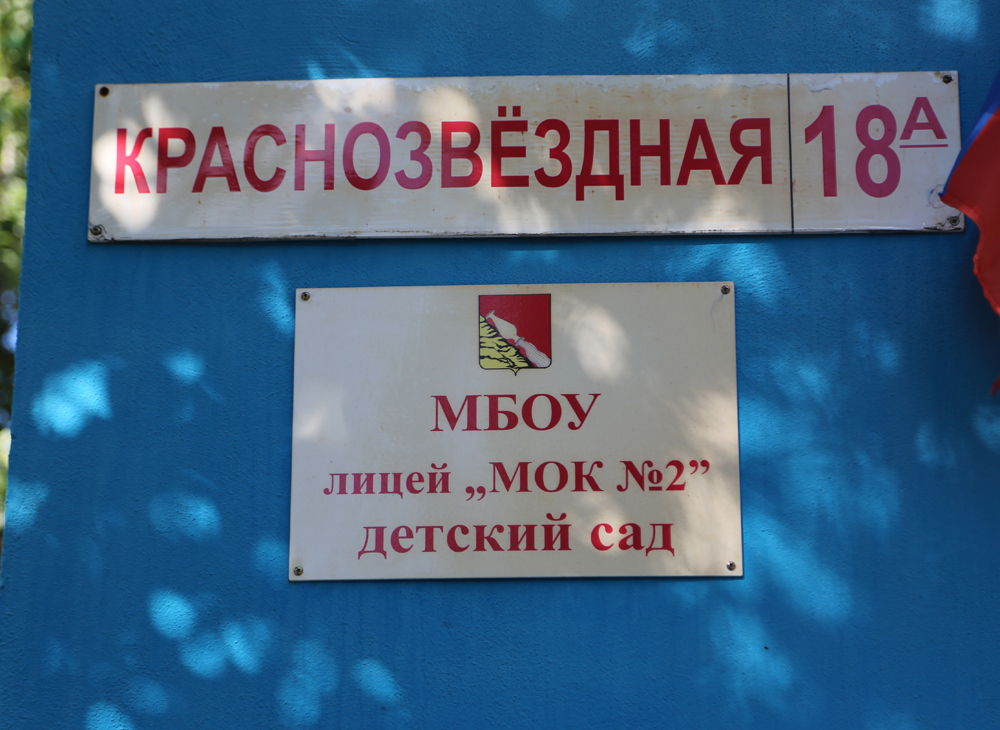 КРАСНОЗВЁЗДНАЯ 18А
МБОУ
лицей „МОК №2”
детский сад